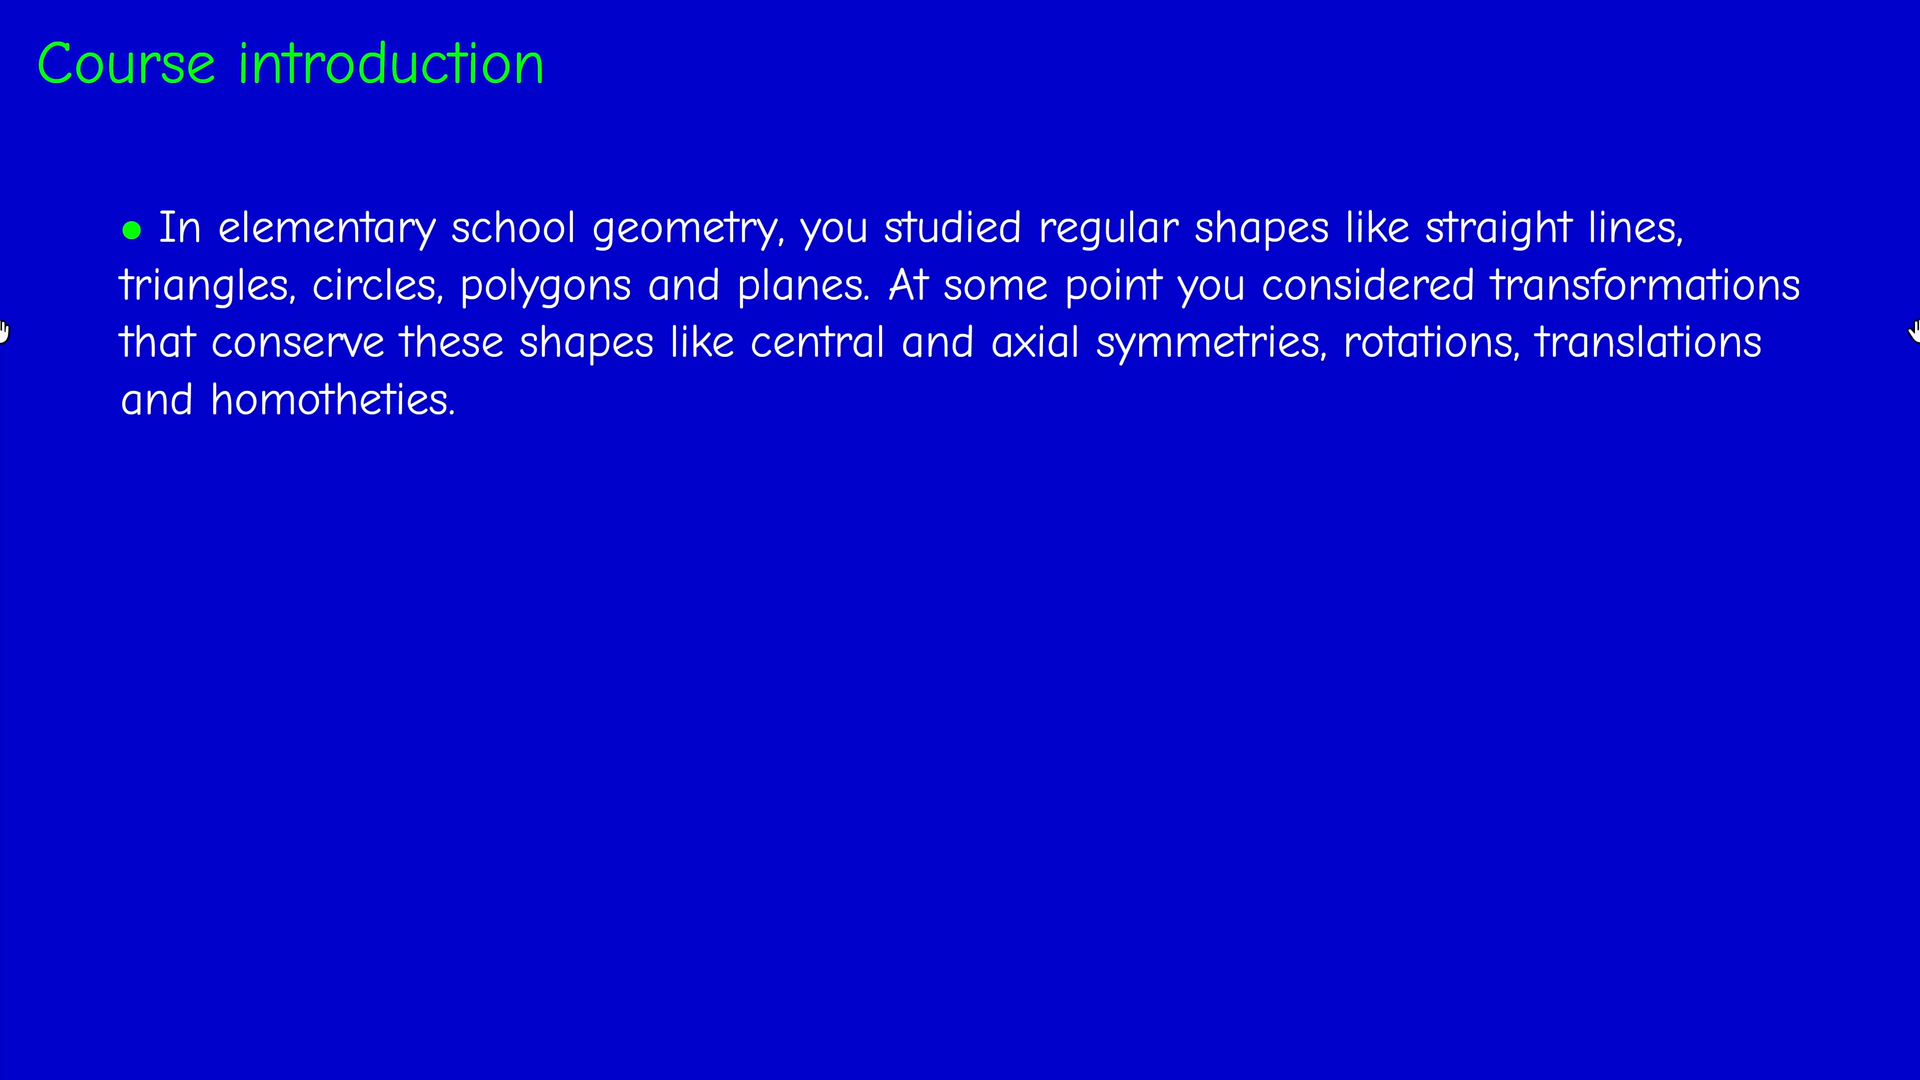 Course introduction
• In elementary school geometry, you studied regular shapes like straight lines,
triangles, circles, polygons and planes. At some point you considered transformations
that conserve these shapes like central and axial symmetries, rotations, translations
and homotheties.